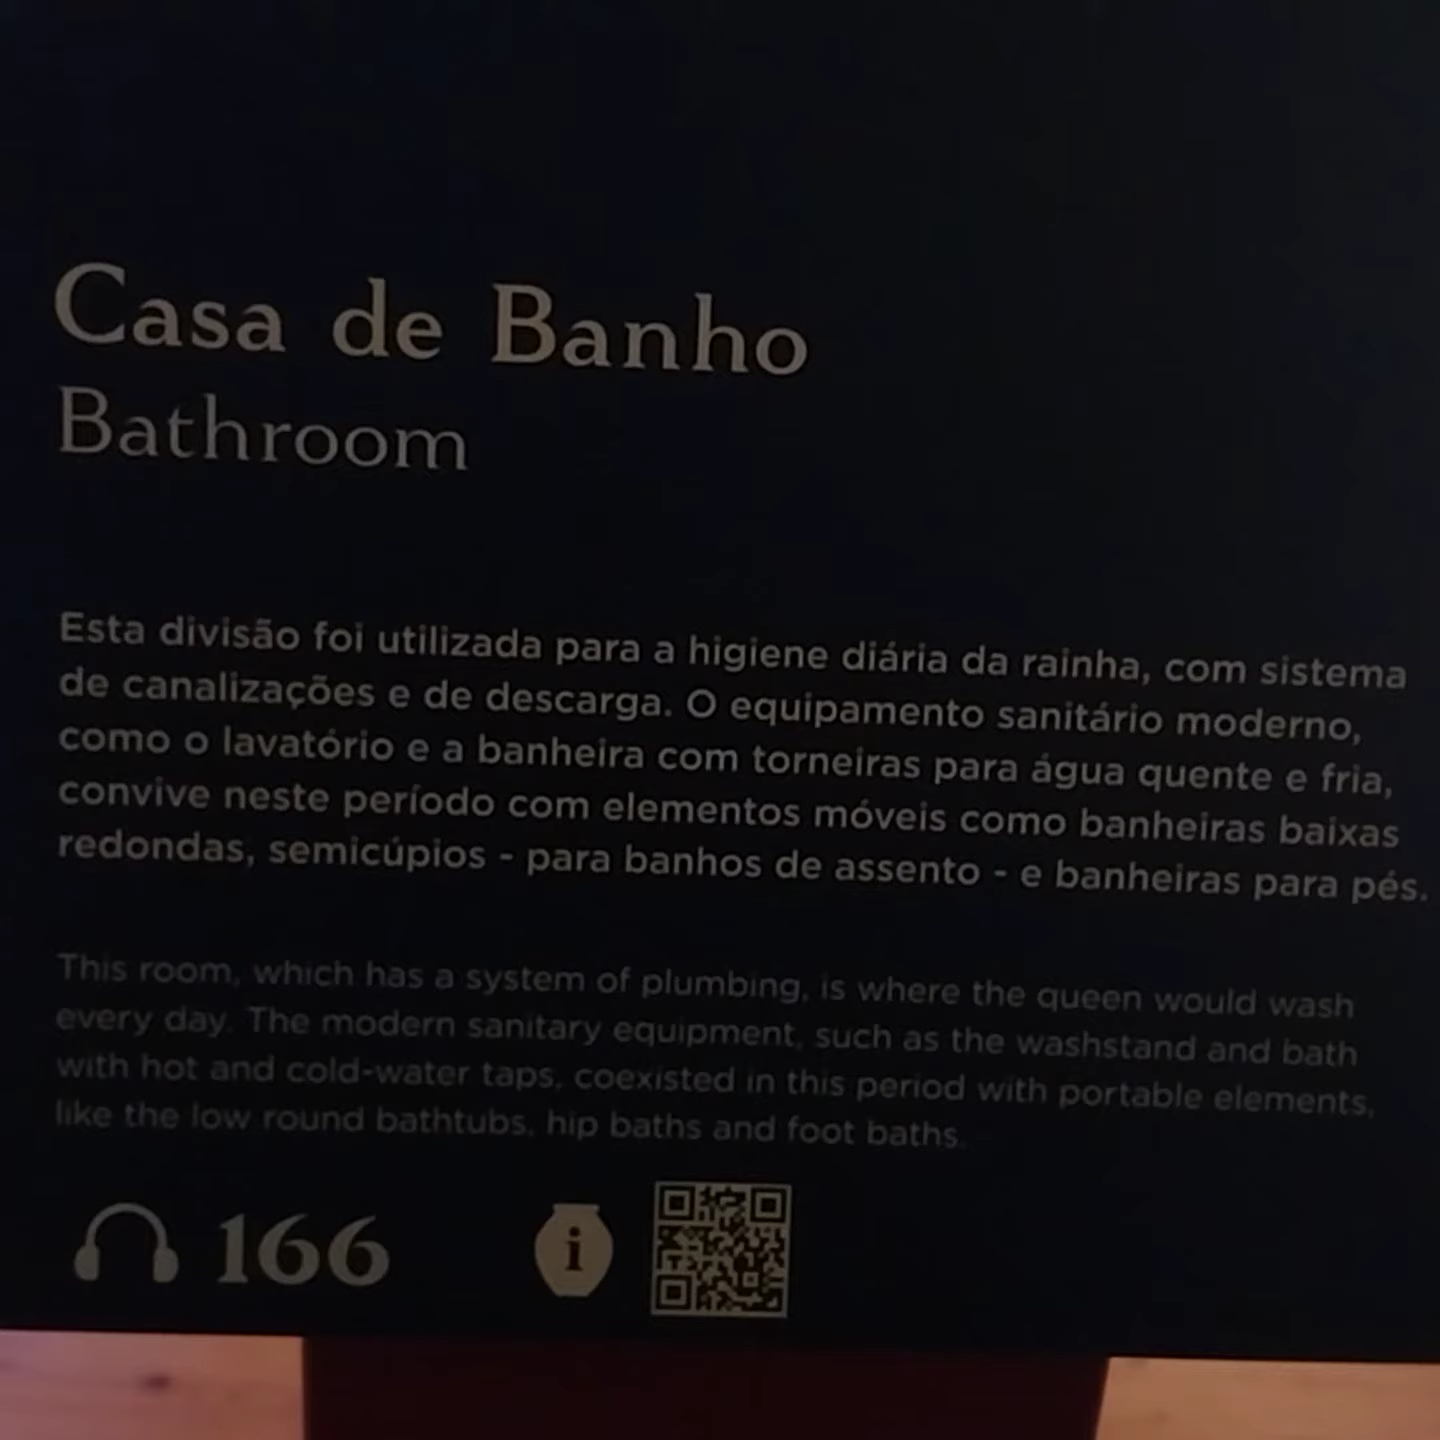 Casa de Banho
Bathroom
Esta divisão foi utilizada para a higiene diária da rainha, com sistema
de canalizações e de descarga. O equipamento sanitário moderno,
como o lavatório e a banheira com torneiras para água quente e fria,
convive neste período com elementos móveis como banheiras baixas
redondas, semicúpios - para banhos de assento - e banheiras para pés.
This room, which has a system of plumbing, is where the queen would wash
every day. The modern sanitary equipment, such as the washstand and bath
with hot and cold-water taps, coexisted in this period with portable elements,
like the low round bathtubs, hip baths and foot baths.
166
i